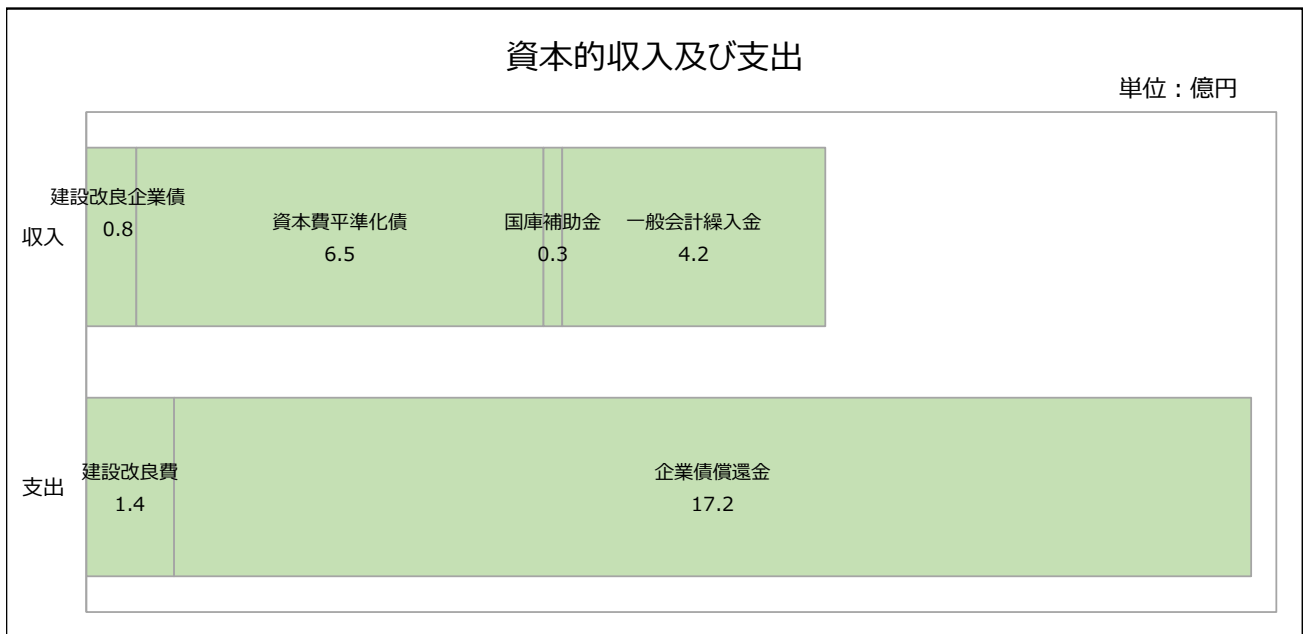 資本的収入及び支出
単位：億円
収入
建設改良企業債
0.8
資本費平準化債
6.5
国庫補助金
0.3
一般会計繰入金
4.2
支出
建設改良費
1.4
企業債償還金
17.2